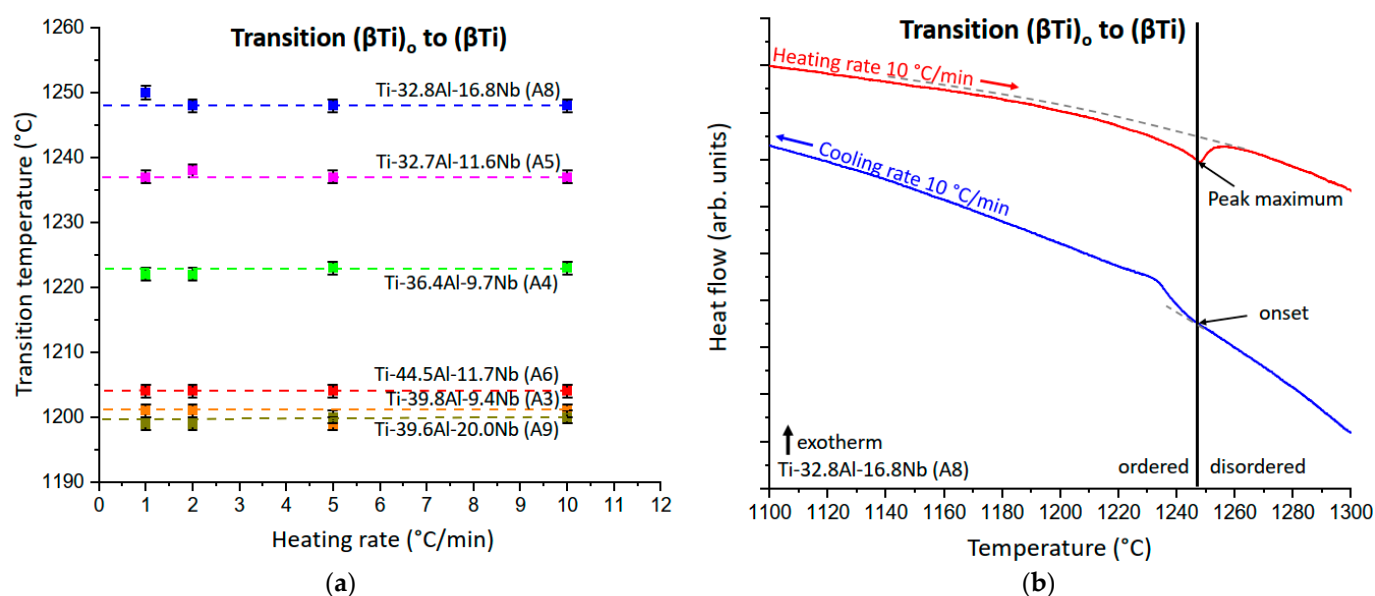 Transition (βTi)o to (βTi)
Transition temperature (°C)
1260
1250
1240
1230
1220
1210
1200
1190
Ti-32.8Al-16.8Nb (A8)
Ti-32.7Al-11.6Nb (A5)
Ti-36.4Al-9.7Nb (A4)
Ti-44.5Al-11.7Nb (A6)
Ti-39.8Al-9.4Nb (A3)
Ti-39.6Al-20.0Nb (A9)
0 1 2 3 4 5 6 7 8 9 10 11 12
Heating rate (°C/min)
(a)
Transition (βTi)o to (βTi)
Heating rate 10 °C/min
Cooling rate 10 °C/min
Heat flow (arb. units)
Peak maximum
onset
exotherm
Ti-32.8Al-16.8Nb (A8)
ordered
disordered
1100 1120 1140 1160 1180 1200 1220 1240 1260 1280 1300
Temperature (°C)
(b)